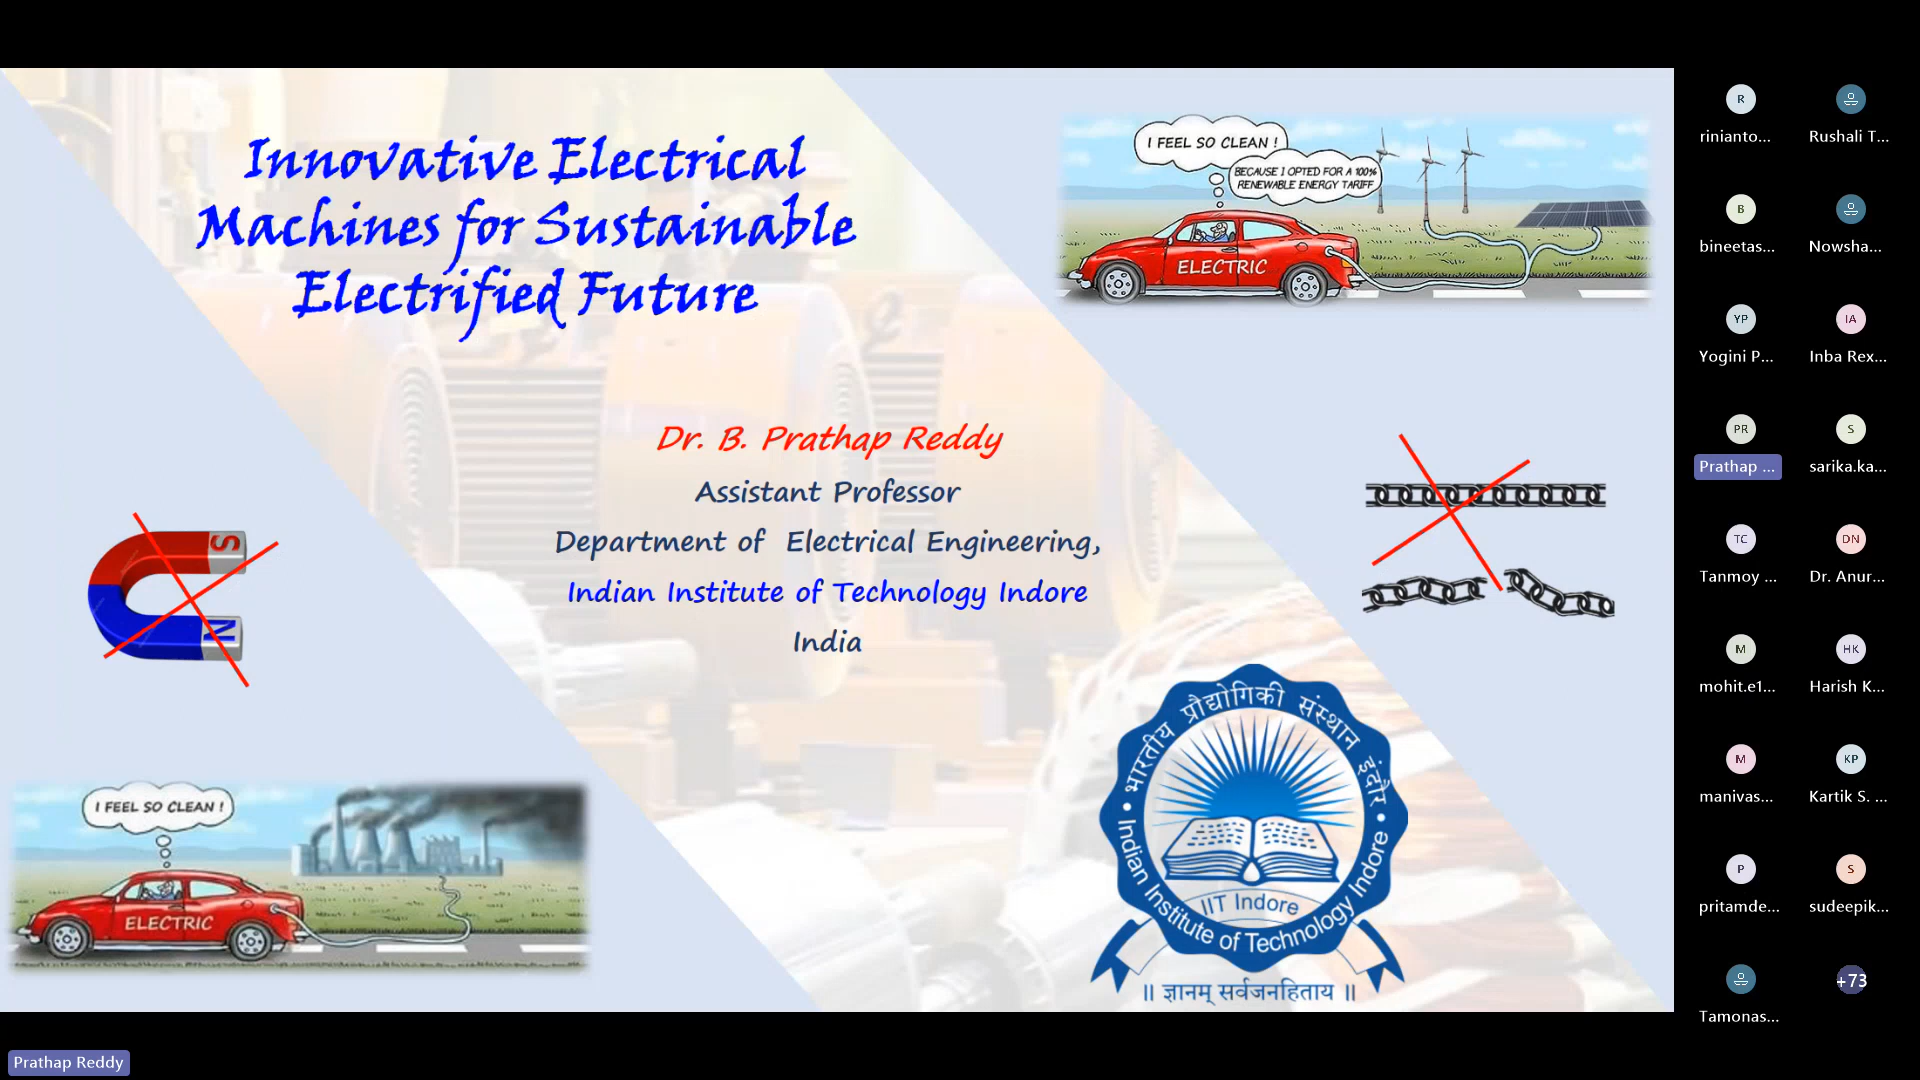 Innovative Electrical
Machines for Sustainable
Electrified Future
I FEEL SO CLEAN !
BECAUSE I OPTED FOR A 100%
RENEWABLE ENERGY TARIFF
ELECTRIC
Dr. B. Prathap Reddy
Assistant Professor
Department of Electrical Engineering,
Indian Institute of Technology Indore
India
S
N
I FEEL SO CLEAN !
ELECTRIC
भारतीय प्रौद्योगिकी संस्थान इंदौर
IIT Indore
Indian Institute of Technology Indore
॥ ज्ञानम् सर्वजनहिताय ॥
R
rinianto...
Rushali T...
B
bineetas...
Nowsha...
YP
Yogini P...
IA
Inba Rex...
PR
Prathap ...
S
sarika.ka...
TC
Tanmoy ...
DN
Dr. Anur...
M
mohit.e1...
HK
Harish K...
M
manivas...
KP
Kartik S. ...
P
pritamde...
S
sudeepik...
Tamonas...
+73
Prathap Reddy